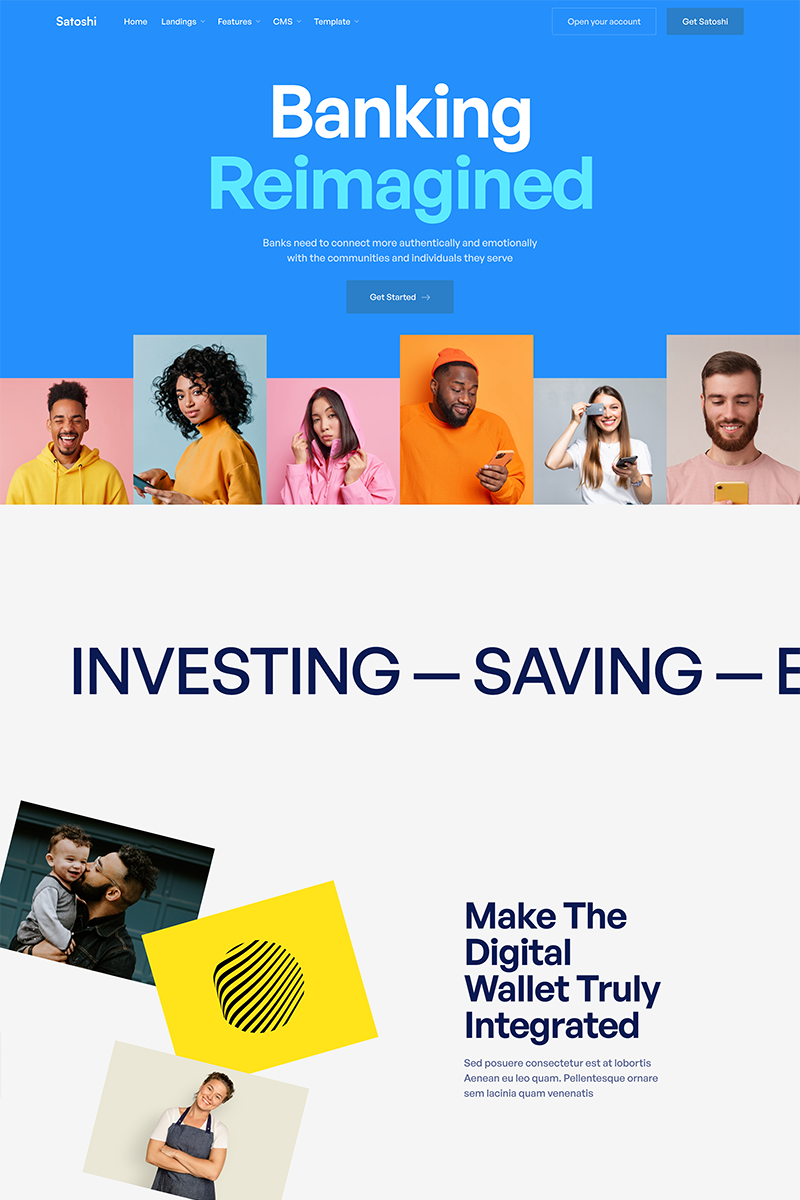 Satoshi
Home
Landings
Features
CMS
Template
Open your account
Get Satoshi
Banking
Reimagined
Banks need to connect more authentically and emotionally
with the communities and individuals they serve
Get Started
INVESTING — SAVING —
Make The
Digital
Wallet Truly
Integrated
Sed posuere consectetur est at lobortis
Aenean eu leo quam. Pellentesque ornare
sem lacinia quam venenatis